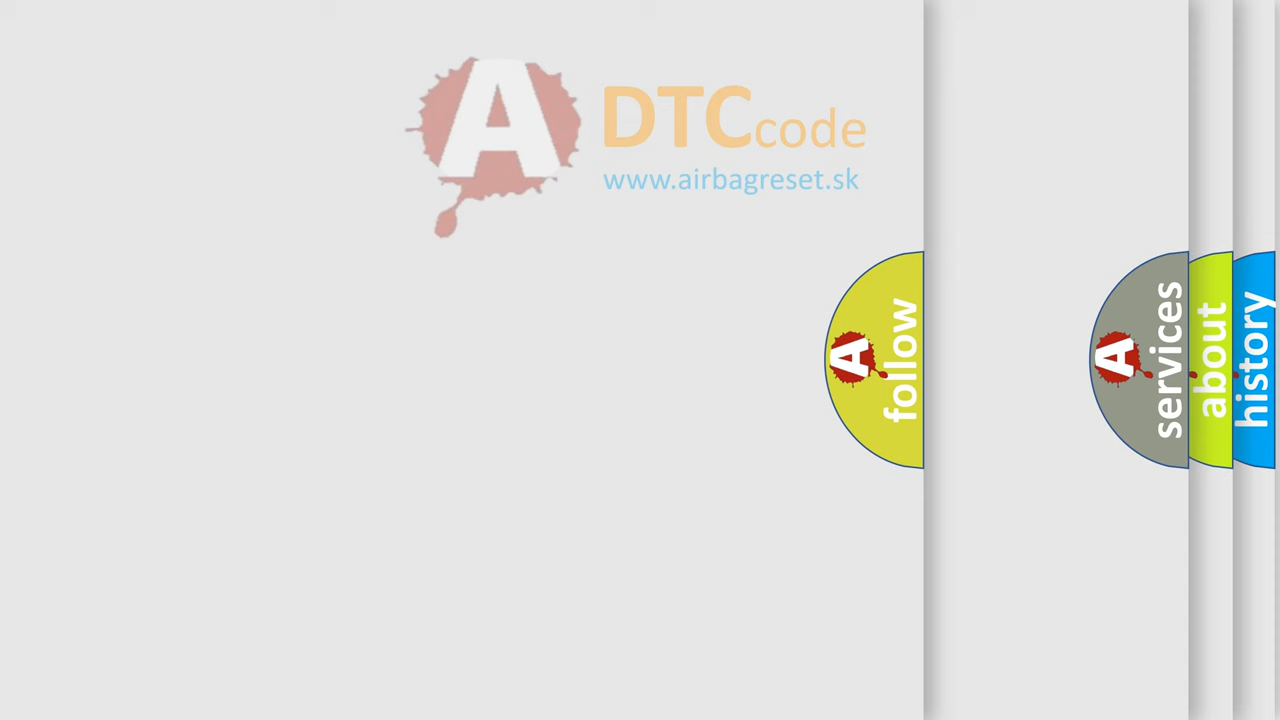 A
DTCcode
www.airbagreset.sk
A
follow
A
services
about
history